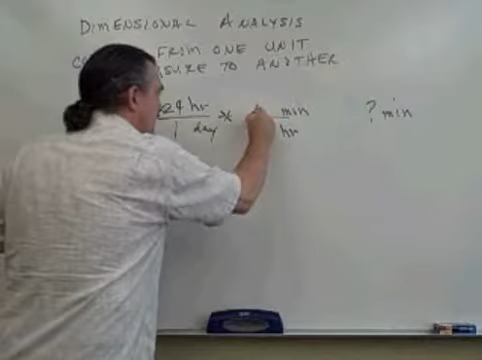 DIMENSIONAL ANALYSIS
FROM ONE UNIT
TO ANOTHER
24 hr * min ? min
1 day hr